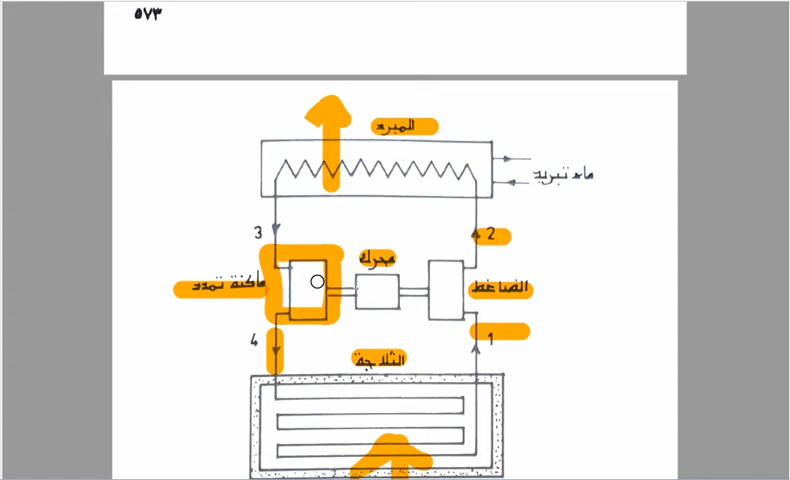 ٥٧٣
المبرد
ماء تبريد
3
2
محرك
ماكنة تمدد
الضاغط
4
1
الثلاجة